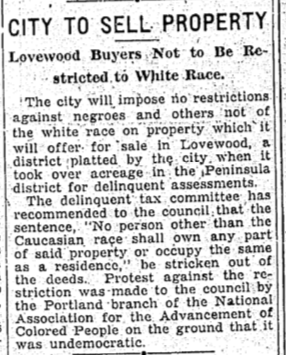 CITY TO SELL PROPERTY
Lovewood Buyers Not to Be Re-
stricted to White Race.
The city will impose no restrictions
against negroes and others not of
the white race on property which it
will offer for sale in Lovewood, a
district platted by the city when it
took over acreage in the Peninsula
district for delinquent assessments.
The delinquent tax committee has
recommended to the council that the
sentence, "No person other than the
Caucasian race shall own any part
of said property or occupy the same
as a residence," be stricken out of
the deeds. Protest against the re-
striction was made to the council by
the Portland branch of the National
Association for the Advancement of
Colored People on the ground that it
was undemocratic.